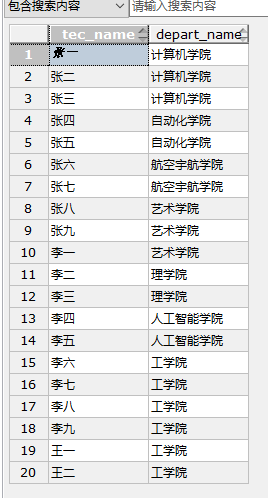 包含搜索内容 请输入搜索内容
tec_name depart_name
1 张一 计算机学院
2 张二 计算机学院
3 张三 计算机学院
4 张四 自动化学院
5 张五 自动化学院
6 张六 航空宇航学院
7 张七 航空宇航学院
8 张八 艺术学院
9 张九 艺术学院
10 李一 艺术学院
11 李二 理学院
12 李三 理学院
13 李四 人工智能学院
14 李五 人工智能学院
15 李六 工学院
16 李七 工学院
17 李八 工学院
18 李九 工学院
19 王一 工学院
20 王二 工学院